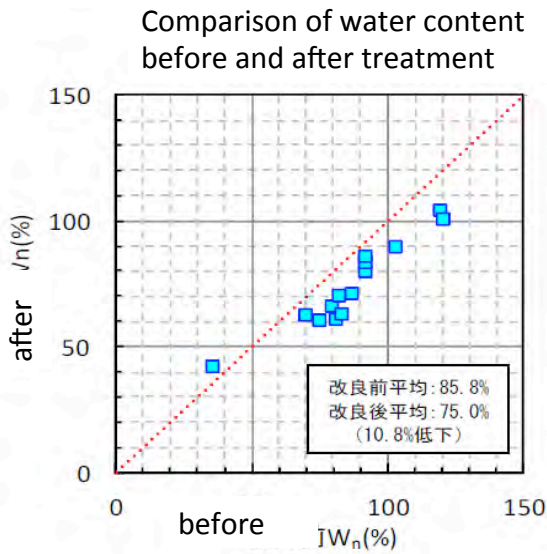 Comparison of water content
before and after treatment
150
100
50
0
after
n(%)
改良前平均:85.8%
改良後平均:75.0%
(10.8%低下)
0
100
150
before
Wn(%)